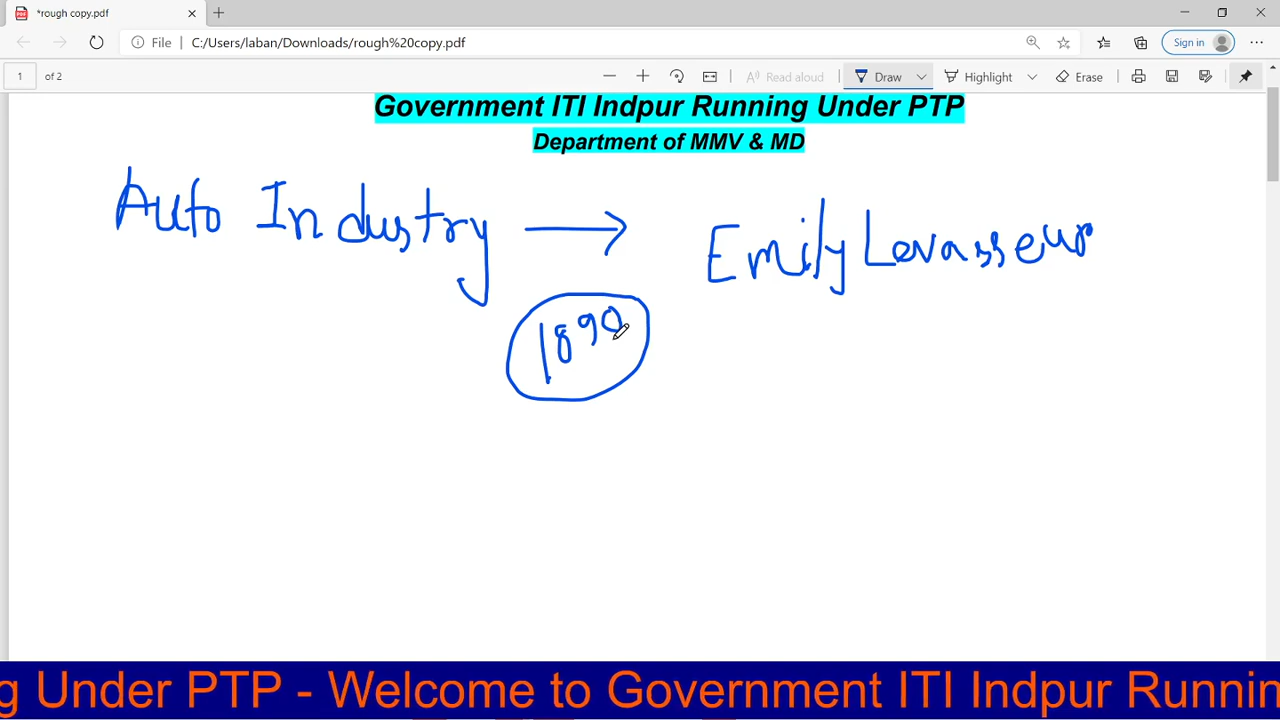 *rough copy.pdf
File C:/Users/laban/Downloads/rough%20copy.pdf Sign in
1 of 2 Read aloud Draw Highlight Erase
Government ITI Indpur Running Under PTP
Department of MMV & MD
Auto Industry → Emily Levasseur
1890
g Under PTP - Welcome to Government ITI Indpur Runnin